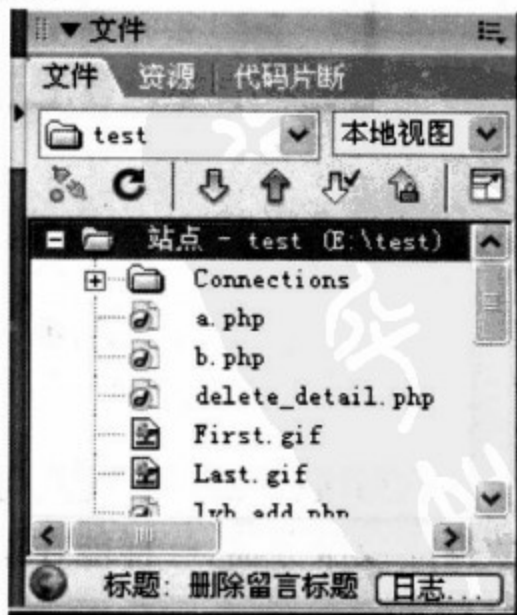 文件
文件 资源 代码片断
test 本地视图
站点 - test (E:\test)
Connections
a.php
b.php
delete_detail.php
First.gif
Last.gif
lyb_add.php
标题: 删除留言标题 日志...